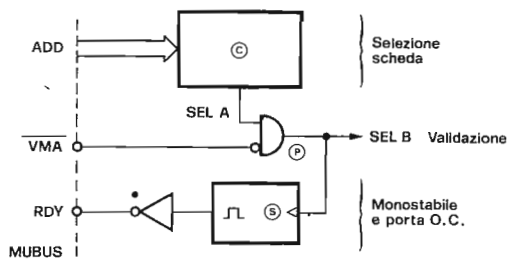 ADD
C
Selezione
scheda
SEL A
VMA
P
SEL B Validazione
RDY
S
Monostabile
e porta O.C.
MUBUS